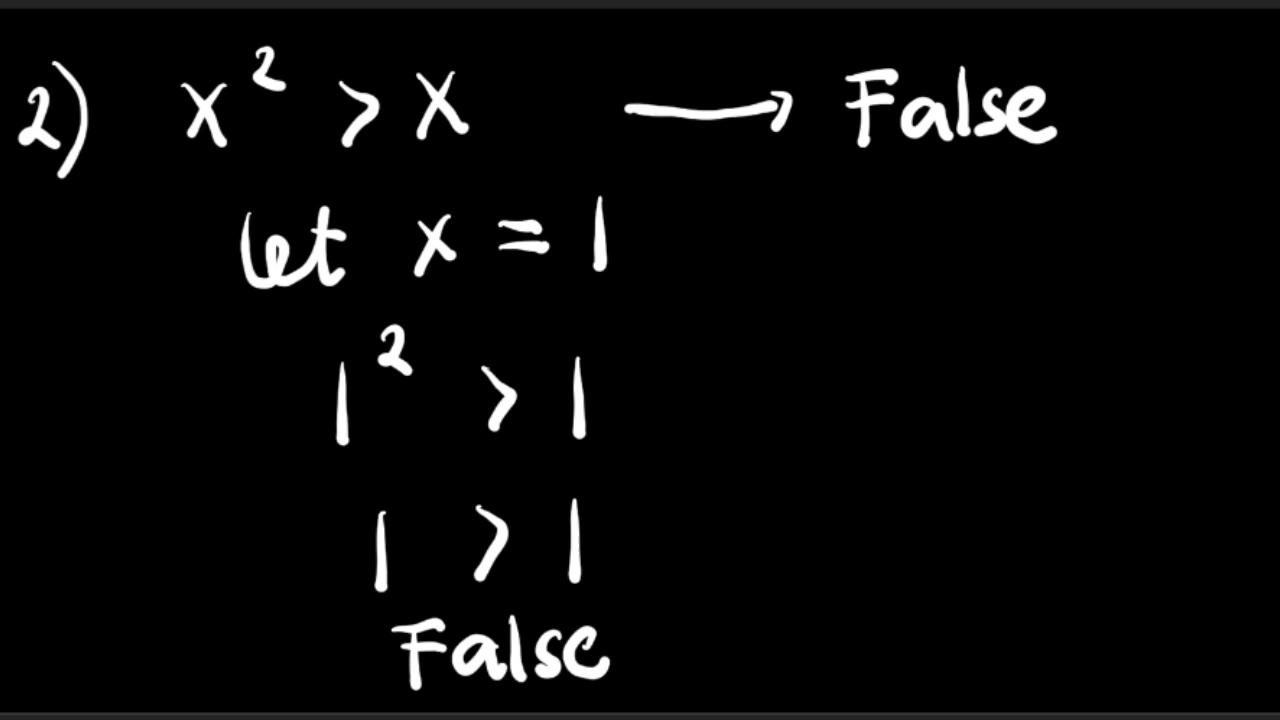 2) x² > x ⟶ False
let x = 1
1² > 1
1 > 1
False